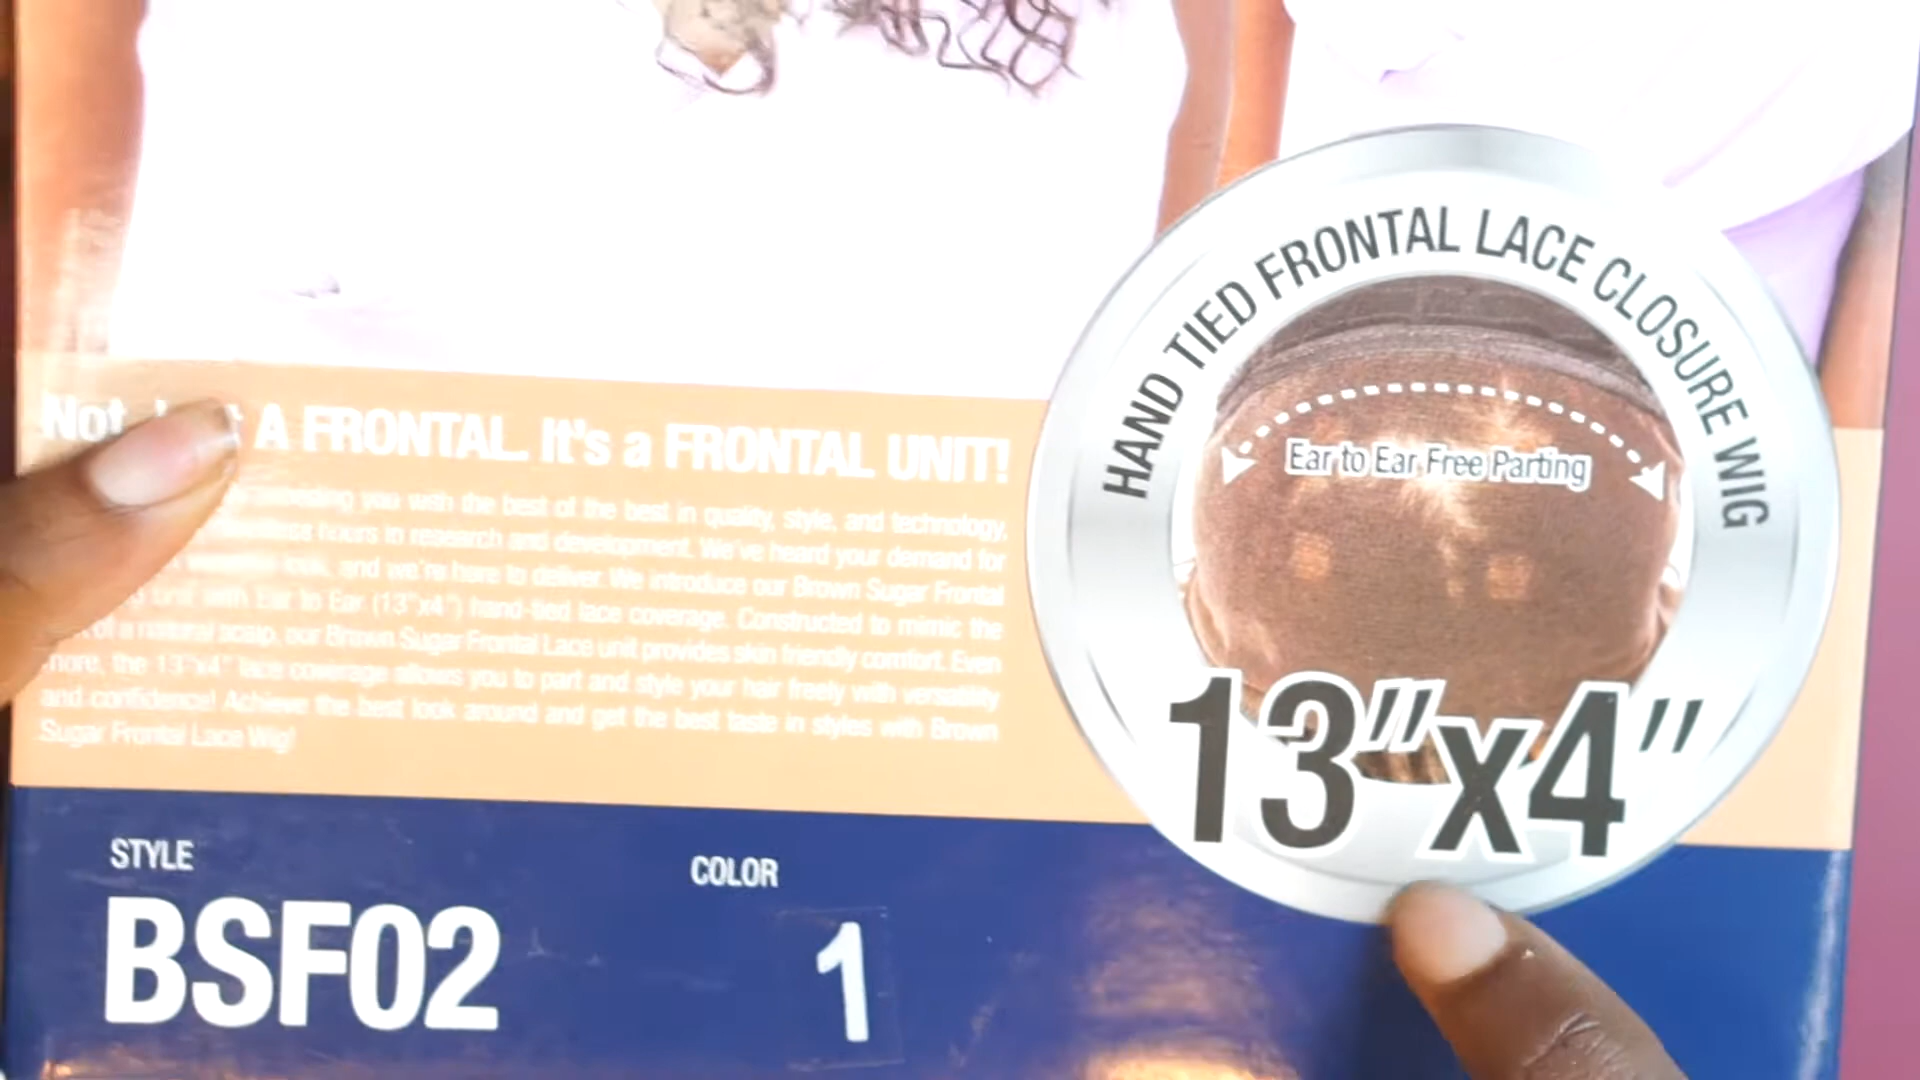 Not A FRONTAL. It's a FRONTAL UNIT!
providing you with the best of the best in quality, style, and technology,
hours in research and development. We've heard your demand for
look, and we're here to deliver. We introduce our Brown Sugar Frontal
unit with Ear to Ear (13"x4") hand-tied lace coverage. Constructed to mimic the
of a natural scalp, our Brown Sugar Frontal Lace unit provides skin friendly comfort. Even
more, the 13"x4" lace coverage allows you to part and style your hair freely with versatility
and confidence! Achieve the best look around and get the best taste in styles with Brown
Sugar Frontal Lace Wig!
HAND TIED FRONTAL LACE CLOSURE WIG
Ear to Ear Free Parting
13"x4"
STYLE
BSF02
COLOR
1